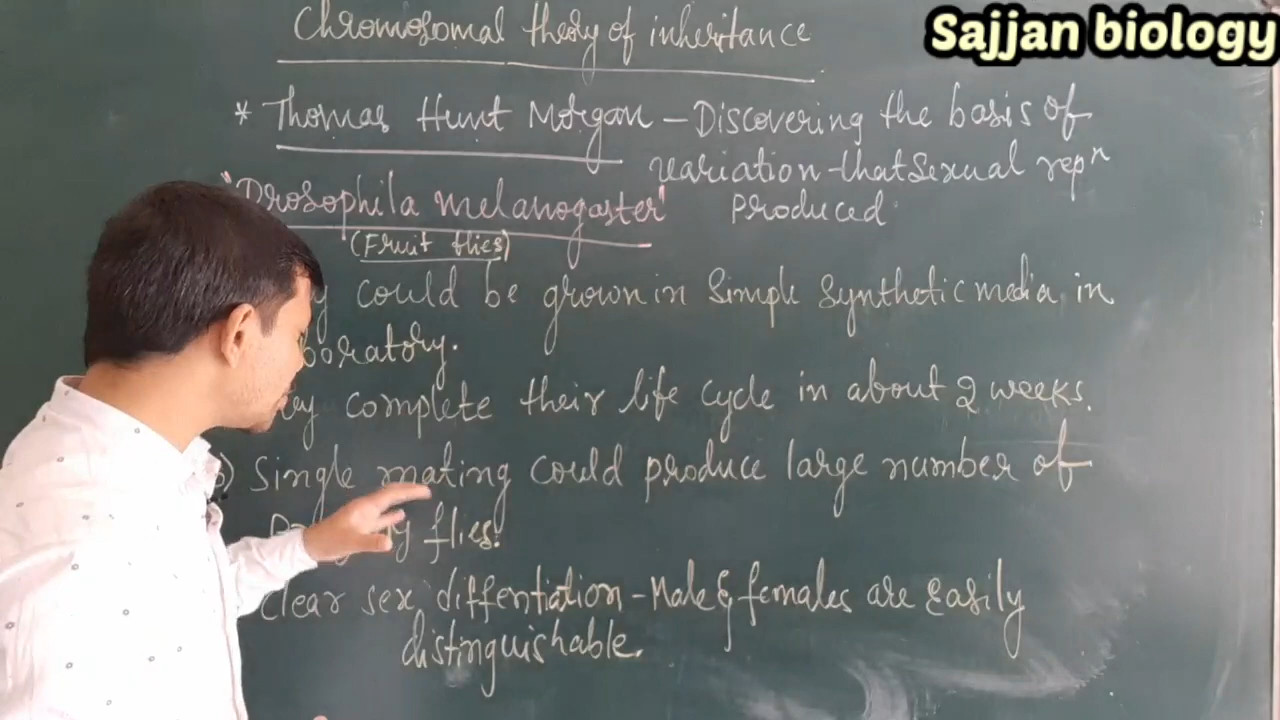 Sajjan biology
Chromosomal theory of inheritance
* Thomas Hunt Morgan – Discovering the basis of
variation-that sexual repⁿ
produced
"Drosophila melanogaster"
(Fruit flies)
could be grown in Simple Synthetic media in
boratory.
complete their life cycle in about 2 weeks.
) Single mating could produce large number of
flies.
Clear sex diffentiation - Male & females are easily
distinguishable.